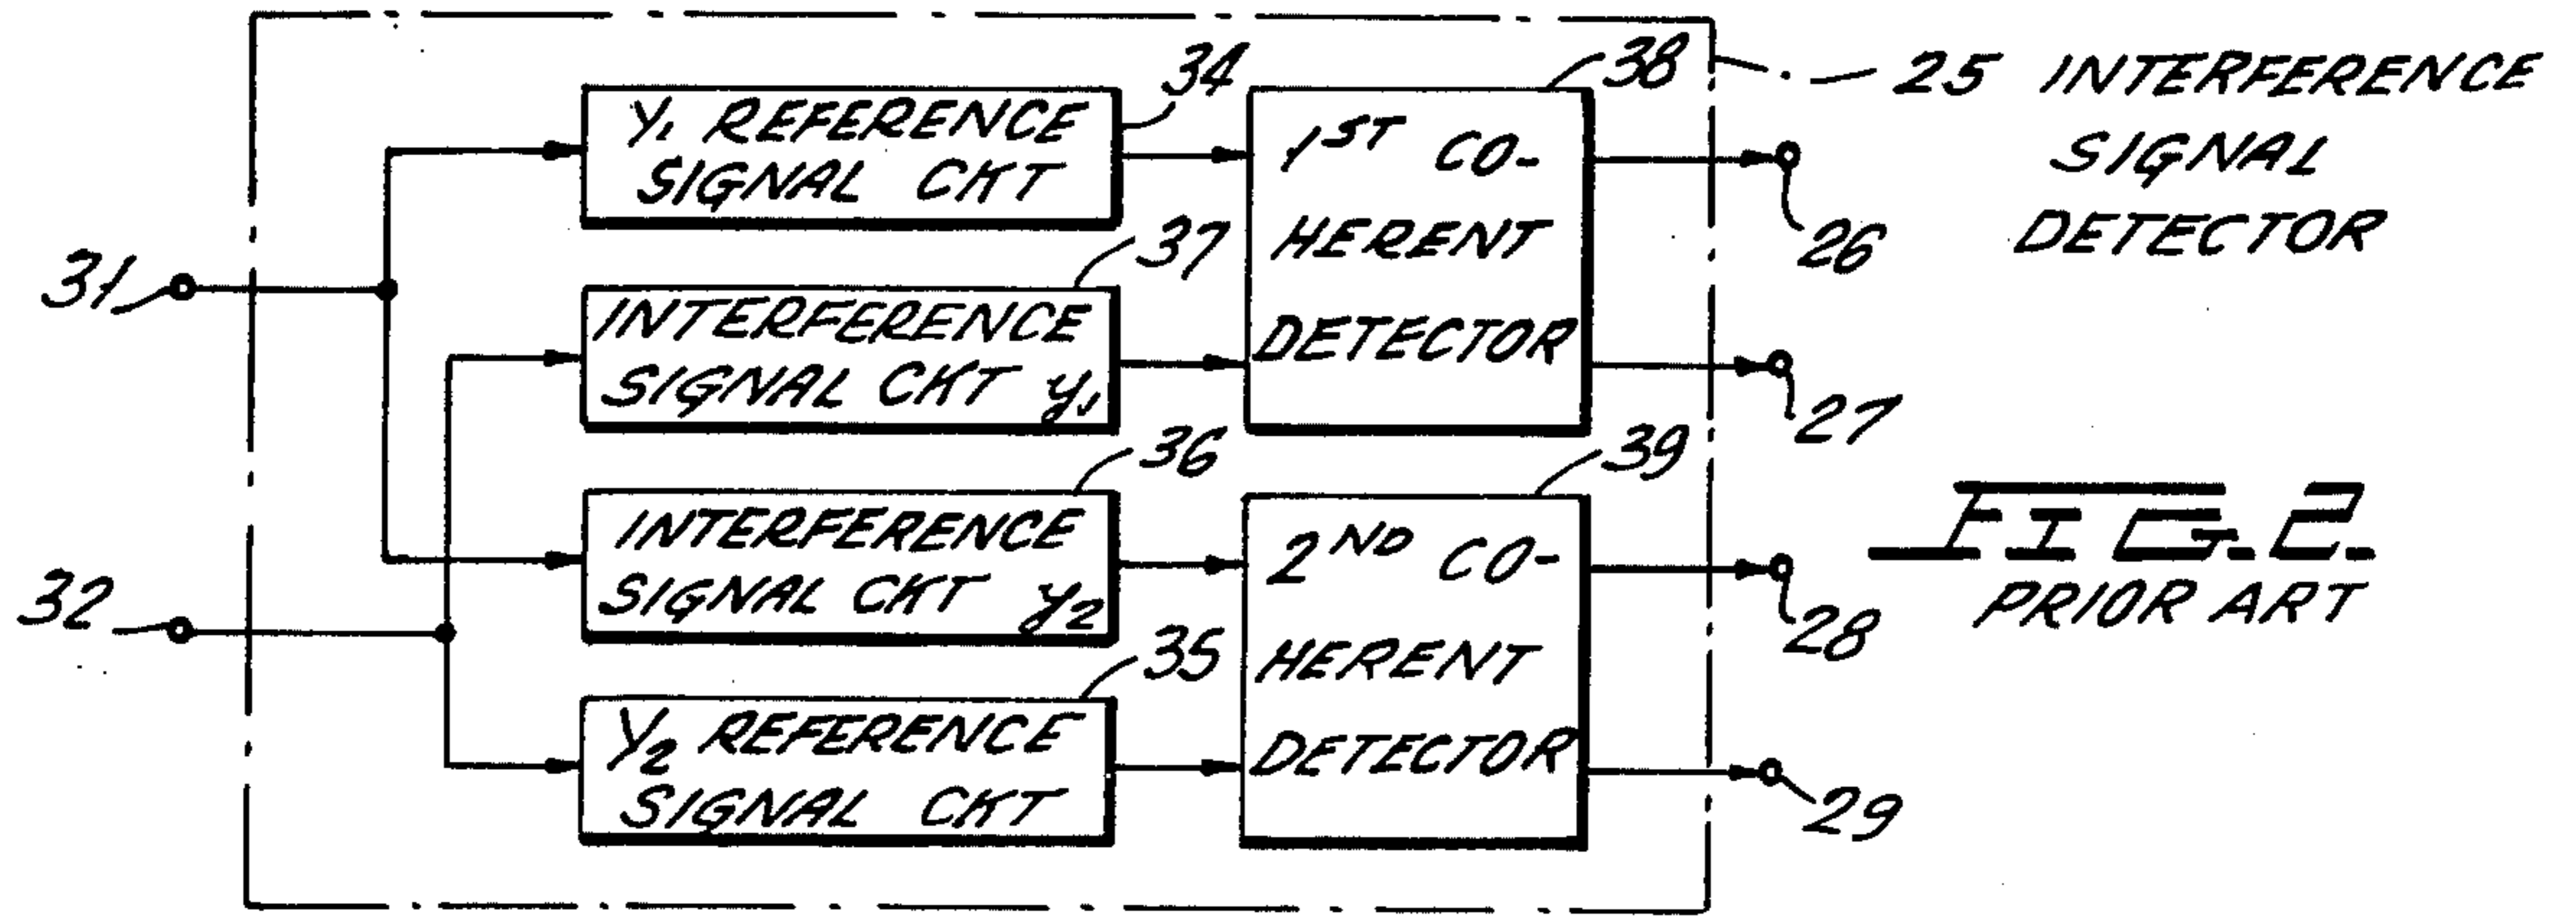 34
38
25 INTERFERENCE
SIGNAL
DETECTOR
Y₁ REFERENCE
SIGNAL CKT
1ST CO-
HERENT
DETECTOR
26
37
31
INTERFERENCE
SIGNAL CKT y₁
27
36
39
FIG. 2.
PRIOR ART
INTERFERENCE
SIGNAL CKT y₂
2ND CO-
HERENT
DETECTOR
32
28
35
Y₂ REFERENCE
SIGNAL CKT
29